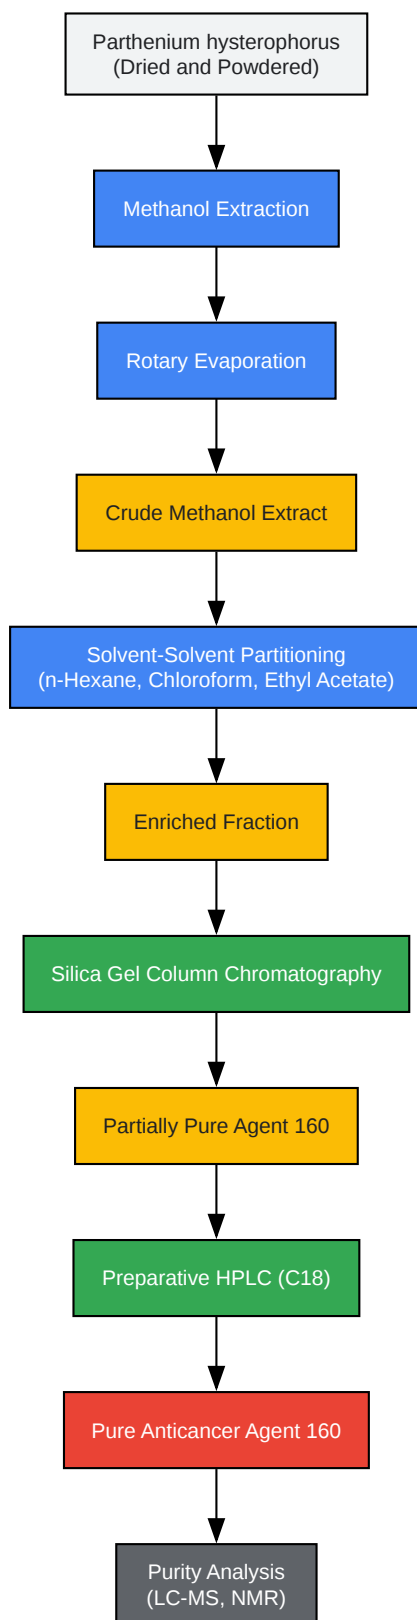 Parthenium hysterophorus
(Dried and Powdered)
Methanol Extraction
Rotary Evaporation
Crude Methanol Extract
Solvent-Solvent Partitioning
(n-Hexane, Chloroform, Ethyl Acetate)
Enriched Fraction
Silica Gel Column Chromatography
Partially Pure Agent 160
Preparative HPLC (C18)
Pure Anticancer Agent 160
Purity Analysis
(LC-MS, NMR)